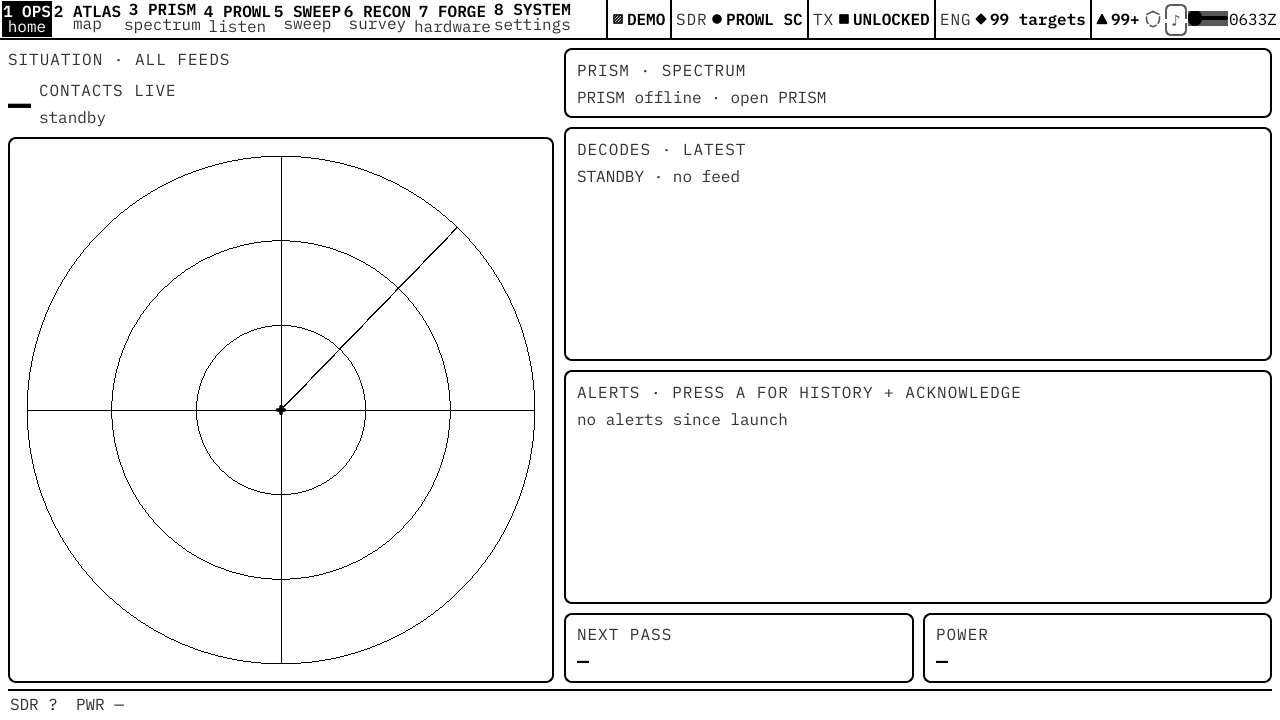 1 OPS 2 ATLAS 3 PRISM 4 PROWL 5 SWEEP 6 RECON 7 FORGE 8 SYSTEM
home map spectrum listen sweep survey hardware settings
DEMO SDR PROWL SC TX UNLOCKED ENG 99 targets 99+ ♪ 0633Z
SITUATION · ALL FEEDS
— CONTACTS LIVE
standby
PRISM · SPECTRUM
PRISM offline · open PRISM
DECODES · LATEST
STANDBY · no feed
ALERTS · PRESS A FOR HISTORY + ACKNOWLEDGE
no alerts since launch
NEXT PASS
—
POWER
—
SDR ? PWR —